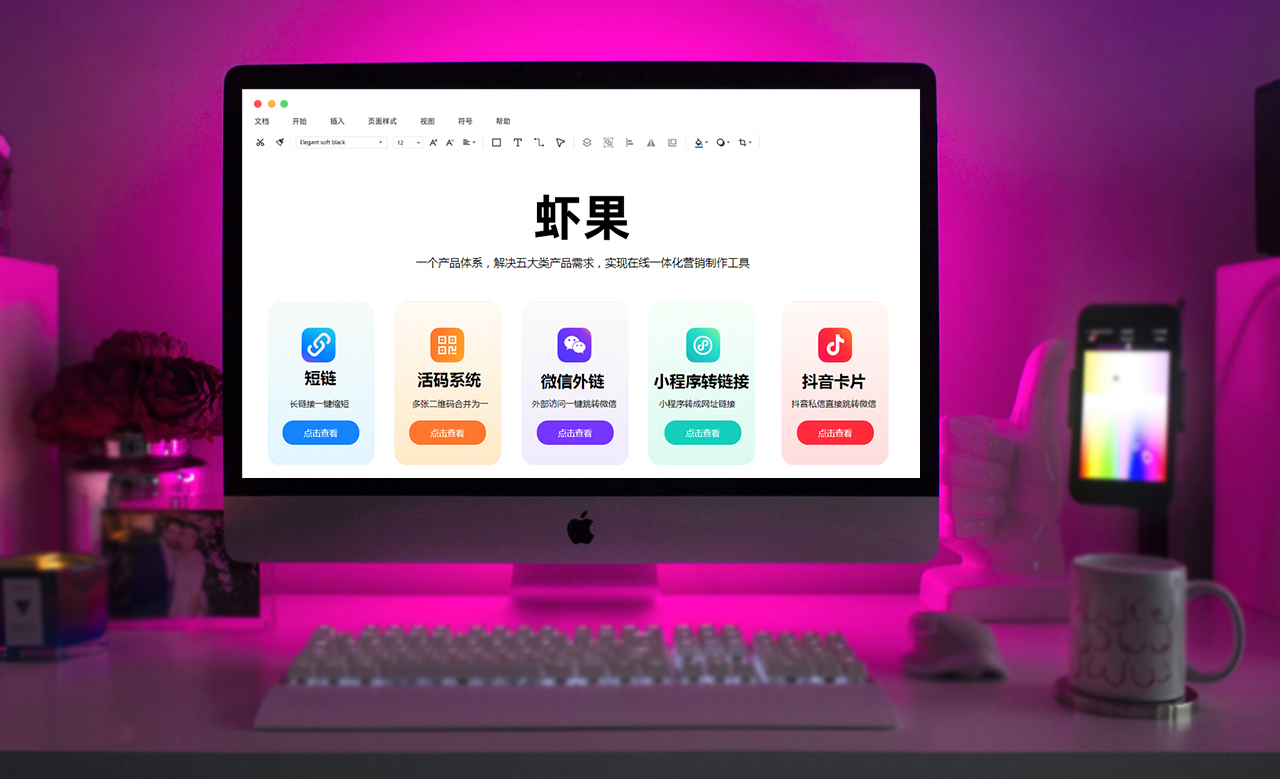 文档 开始 插入 页面样式 视图 符号 帮助
Elegant soft black 12 A+ A-
虾果
一个产品体系，解决五大类产品需求，实现在线一体化营销制作工具
短链 活码系统 微信外链 小程序转链接 抖音卡片
长链接一键缩短 多张二维码合并为一 外部访问一键跳转微信 小程序转成网址链接 抖音私信直接跳转微信
点击查看 点击查看 点击查看 点击查看 点击查看